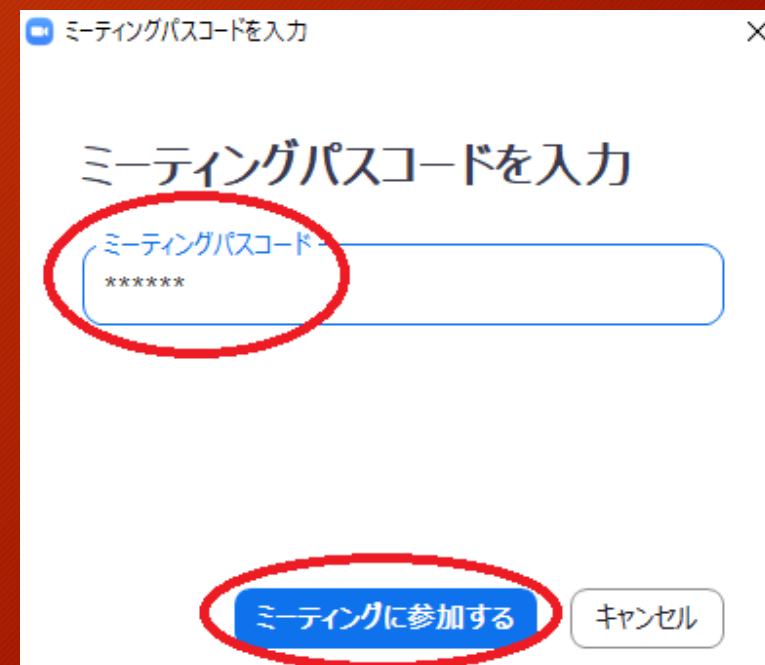 ミーティングパスコードを入力
ミーティングパスコードを入力
ミーティングパスコード
******
ミーティングに参加する
キャンセル